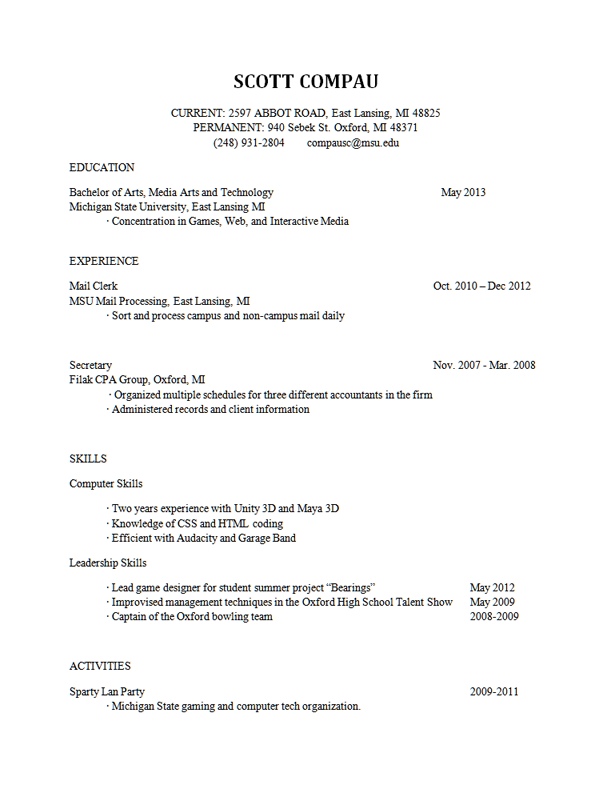 SCOTT COMPAU
CURRENT: 2597 ABBOT ROAD, East Lansing, MI 48825
PERMANENT: 940 Sebek St. Oxford, MI 48371
(248) 931-2804 compausc@msu.edu
EDUCATION
Bachelor of Arts, Media Arts and Technology May 2013
Michigan State University, East Lansing MI
· Concentration in Games, Web, and Interactive Media
EXPERIENCE
Mail Clerk Oct. 2010 – Dec 2012
MSU Mail Processing, East Lansing, MI
· Sort and process campus and non-campus mail daily
Secretary Nov. 2007 - Mar. 2008
Filak CPA Group, Oxford, MI
· Organized multiple schedules for three different accountants in the firm
· Administered records and client information
SKILLS
Computer Skills
· Two years experience with Unity 3D and Maya 3D
· Knowledge of CSS and HTML coding
· Efficient with Audacity and Garage Band
Leadership Skills
· Lead game designer for student summer project “Bearings” May 2012
· Improvised management techniques in the Oxford High School Talent Show May 2009
· Captain of the Oxford bowling team 2008-2009
ACTIVITIES
Sparty Lan Party 2009-2011
· Michigan State gaming and computer tech organization.